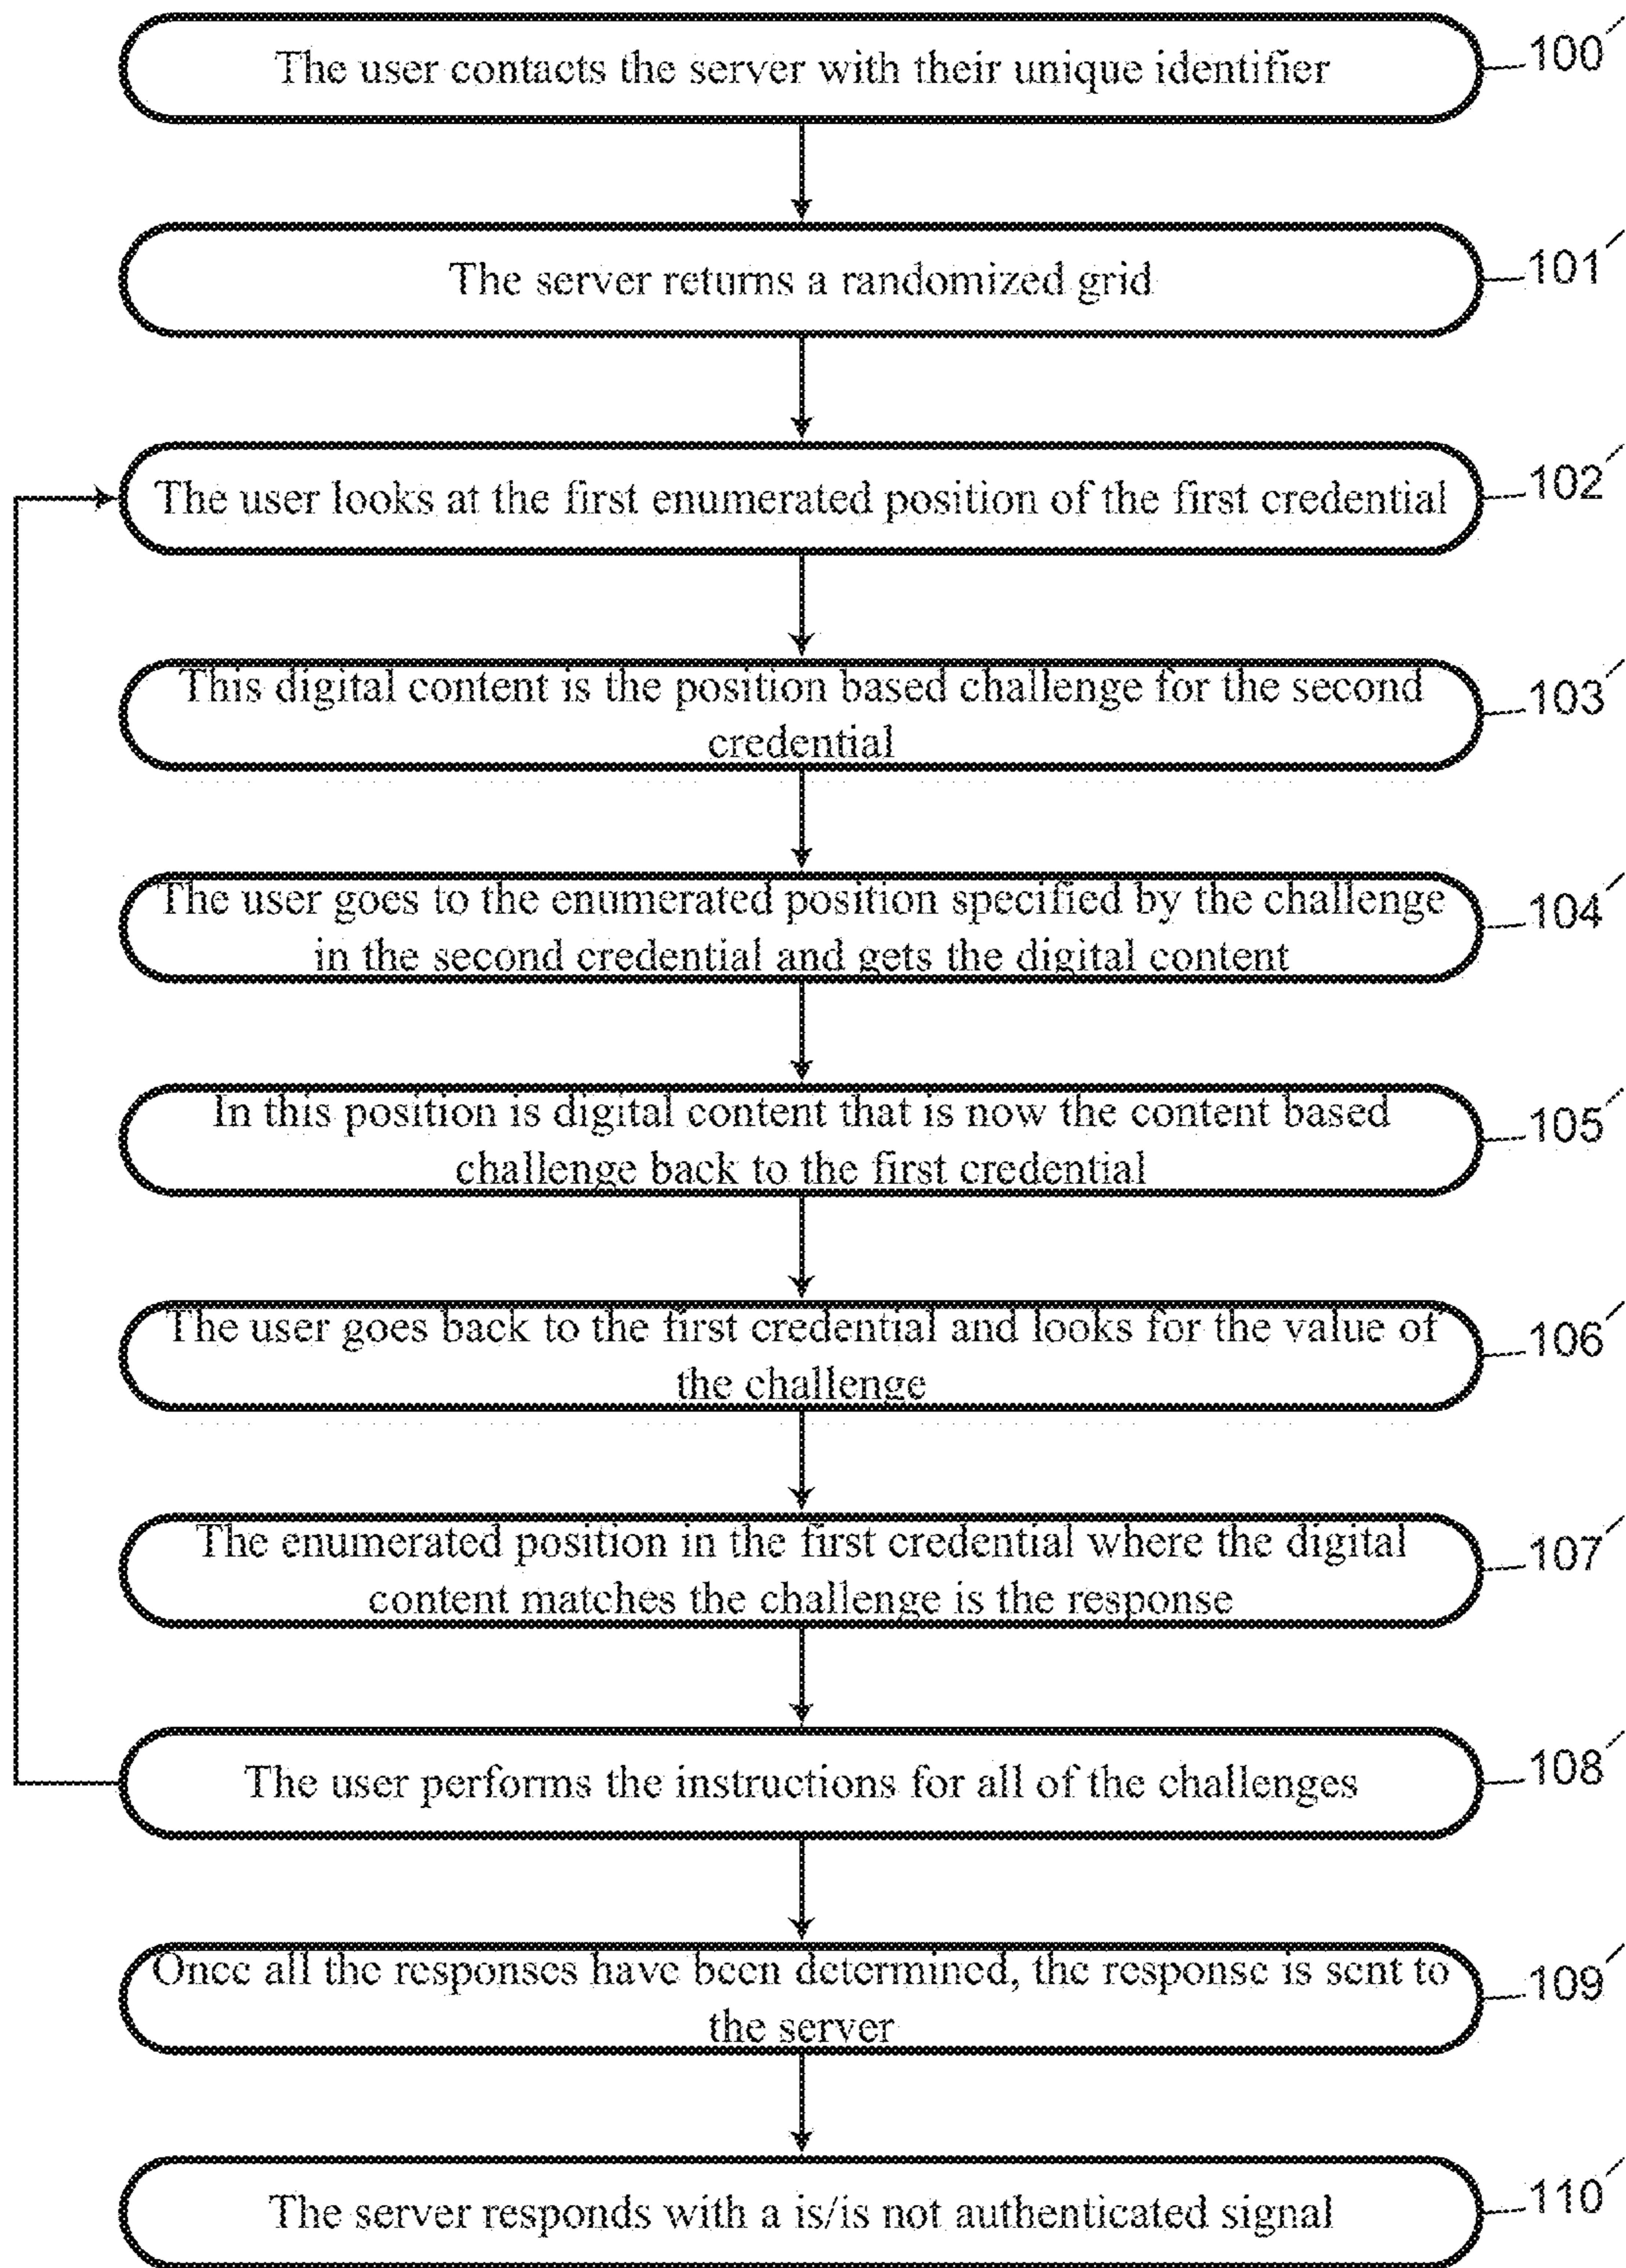 The user contacts the server with their unique identifier
100
The server returns a randomized grid
101
The user looks at the first enumerated position of the first credential
102
This digital content is the position based challenge for the second
credential
103
The user goes to the enumerated position specified by the challenge
in the second credential and gets the digital content
104
In this position is digital content that is now the content based
challenge back to the first credential
105
The user goes back to the first credential and looks for the value of
the challenge
106
The enumerated position in the first credential where the digital
content matches the challenge is the response
107
The user performs the instructions for all of the challenges
108
Once all the responses have been determined, the response is sent to
the server
109
The server responds with a is/is not authenticated signal
110